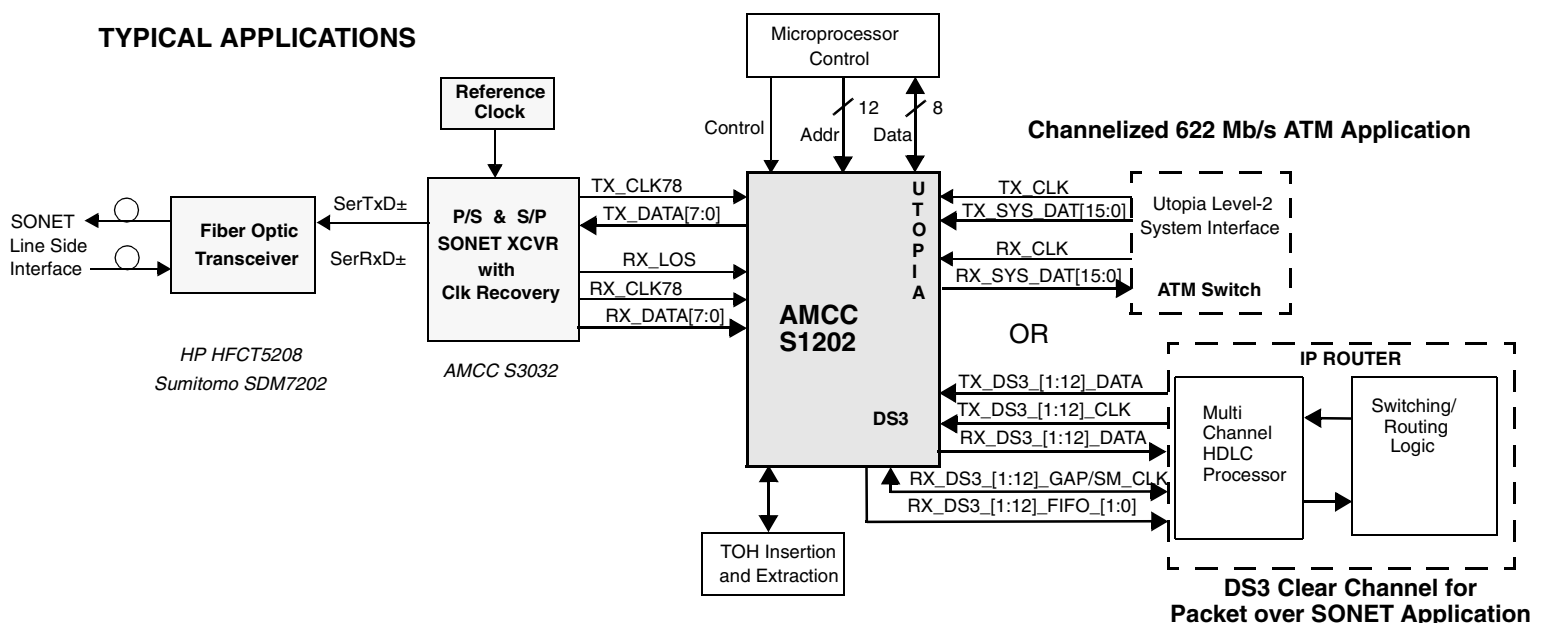 TYPICAL APPLICATIONS
Microprocessor
Control
Reference
Clock
Control
Addr
12
Data
8
Channelized 622 Mb/s ATM Application
SONET
Line Side
Interface
Fiber Optic
Transceiver
SerTxD±
SerRxD±
P/S & S/P
SONET XCVR
with
Clk Recovery
TX_CLK78
TX_DATA[7:0]
RX_LOS
RX_CLK78
RX_DATA[7:0]
HP HFCT5208
Sumitomo SDM7202
AMCC S3032
AMCC
S1202
U
T
O
P
I
A
DS3
TX_CLK
TX_SYS_DAT[15:0]
RX_CLK
RX_SYS_DAT[15:0]
Utopia Level-2
System Interface
ATM Switch
OR
IP ROUTER
TX_DS3_[1:12]_DATA
TX_DS3_[1:12]_CLK
RX_DS3_[1:12]_DATA
RX_DS3_[1:12]_GAP/SM_CLK
RX_DS3_[1:12]_FIFO_[1:0]
Multi
Channel
HDLC
Processor
Switching/
Routing
Logic
TOH Insertion
and Extraction
DS3 Clear Channel for
Packet over SONET Application